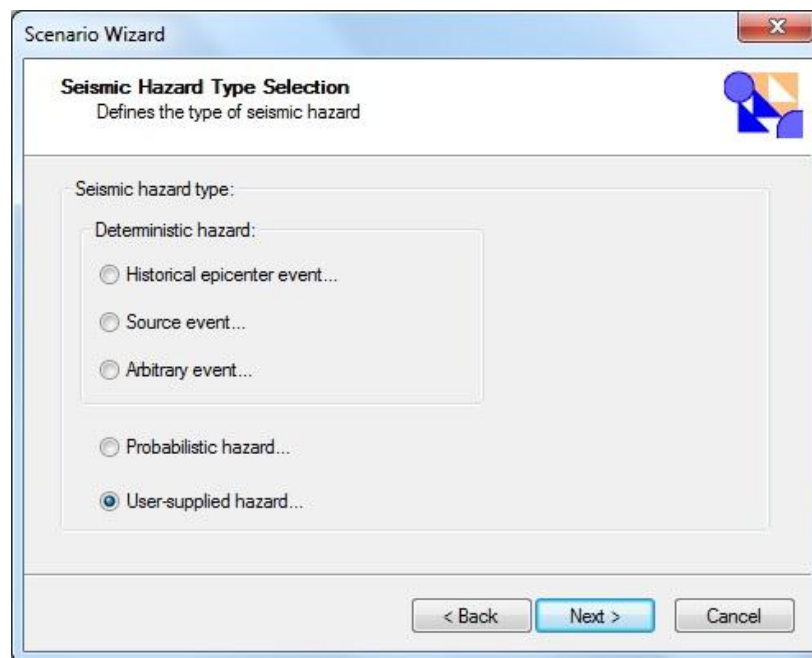 Scenario Wizard
Seismic Hazard Type Selection
Defines the type of seismic hazard
Seismic hazard type:
Deterministic hazard:
Historical epicenter event...
Source event...
Arbitrary event...
Probabilistic hazard...
User-supplied hazard...
< Back Next > Cancel